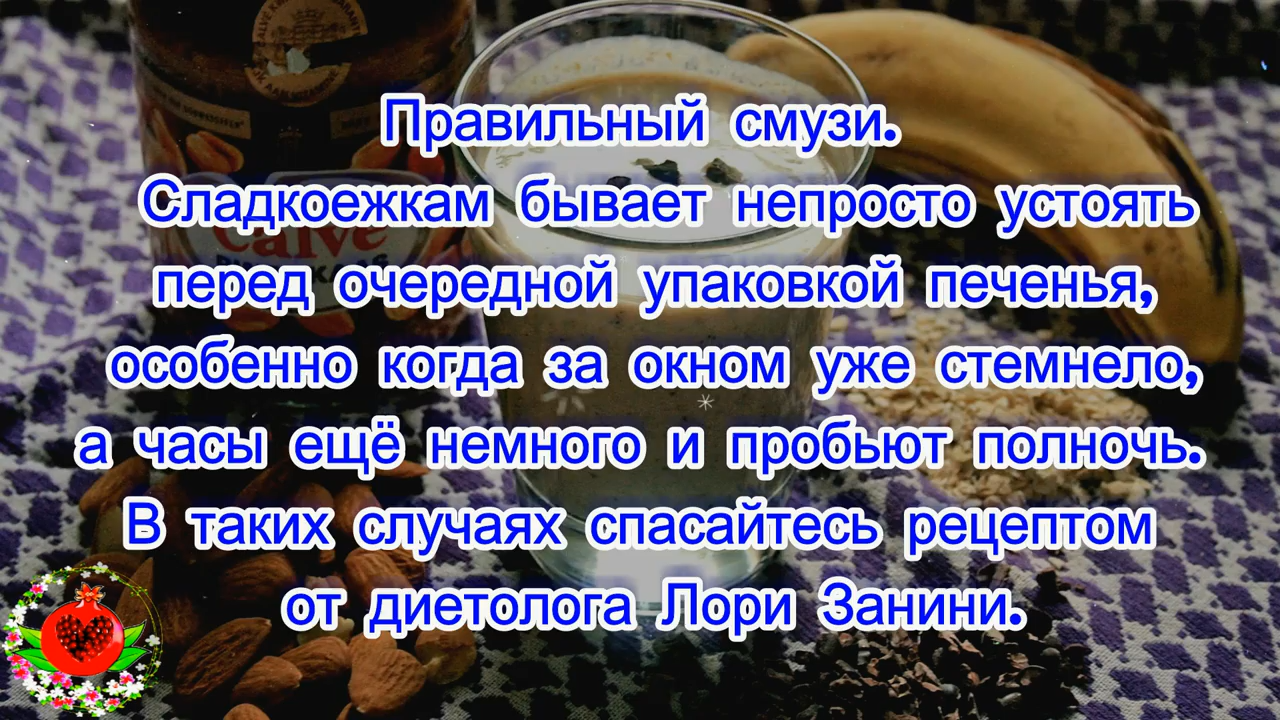 Правильный смузи.
Сладкоежкам бывает непросто устоять
перед очередной упаковкой печенья,
особенно когда за окном уже стемнело,
а часы ещё немного и пробьют полночь.
В таких случаях спасайтесь рецептом
от диетолога Лори Занини.
Calvé